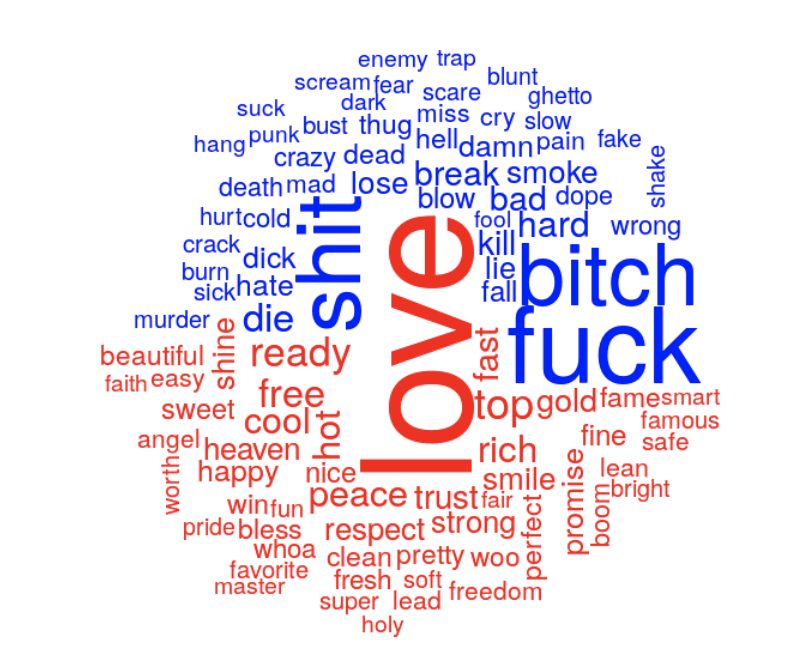 enemy trap
scream fear blunt
suck dark scare ghetto
hang punk bust thug miss cry slow
crazy dead hell damn pain fake
death mad lose break smoke shake
blow bad dope
hurt cold shit fool hard wrong
crack dick kill
burn hate lie bitch
sick fall
murder die love fuck
beautiful shine ready fast
faith easy free top gold fame smart
sweet cool hot famous
angel heaven rich fine safe
worth happy nice smile promise lean
win fun peace trust fair boom bright
pride bless respect strong perfect
whoa clean pretty woo
favorite fresh soft freedom
master super lead
holy